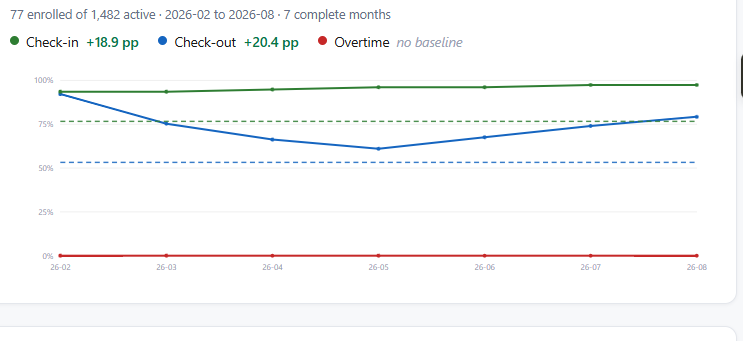 77 enrolled of 1,482 active · 2026-02 to 2026-08 · 7 complete months
Check-in +18.9 pp Check-out +20.4 pp Overtime no baseline
100%
75%
50%
25%
0%
26-02 26-03 26-04 26-05 26-06 26-07 26-08